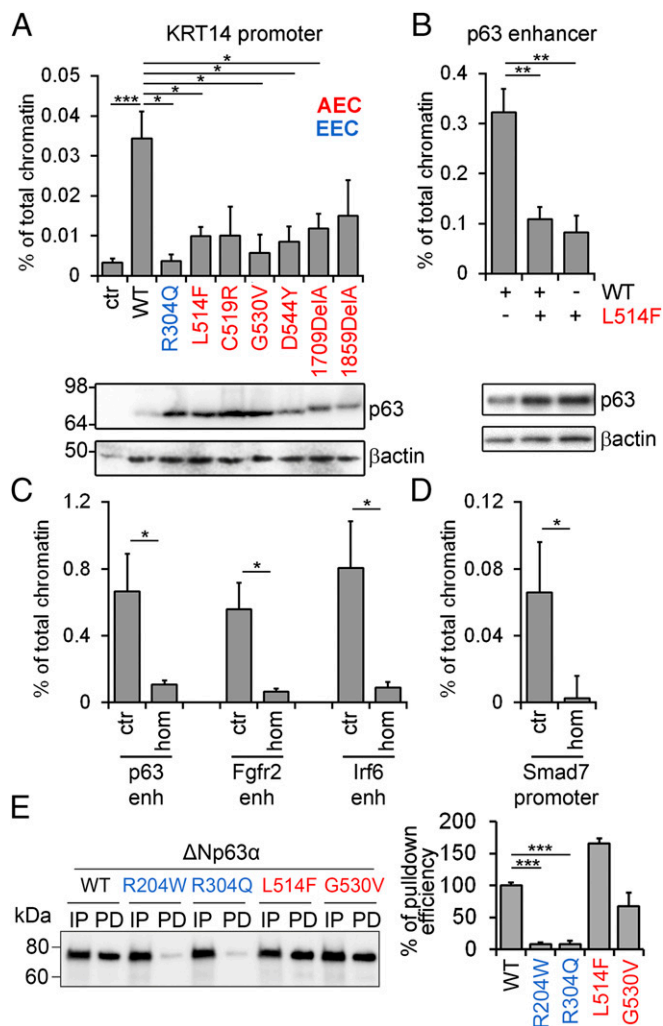 A
KRT14 promoter
% of total chromatin
0.05
0.04
0.03
0.02
0.01
0
***
*
*
*
*
*
*
AEC
EEC
ctr
WT
R304Q
L514F
C519R
G530V
D544Y
1709DelA
1859DelA
98
64
p63
50
βactin
B
p63 enhancer
% of total chromatin
0.4
0.3
0.2
0.1
0
**
**
+ + - WT
- + + L514F
p63
βactin
C
% of total chromatin
1.2
0.8
0.4
0
*
*
*
ctr hom ctr hom ctr hom
p63 Fgfr2 Irf6
enh enh enh
D
% of total chromatin
0.12
0.08
0.04
0
*
ctr hom
Smad7
promoter
E
ΔNp63α
WT R204W R304Q L514F G530V
kDa IP PD IP PD IP PD IP PD IP PD
80
60
% of pulldown
efficiency
200
150
100
50
0
***
***
WT
R204W
R304Q
L514F
G530V